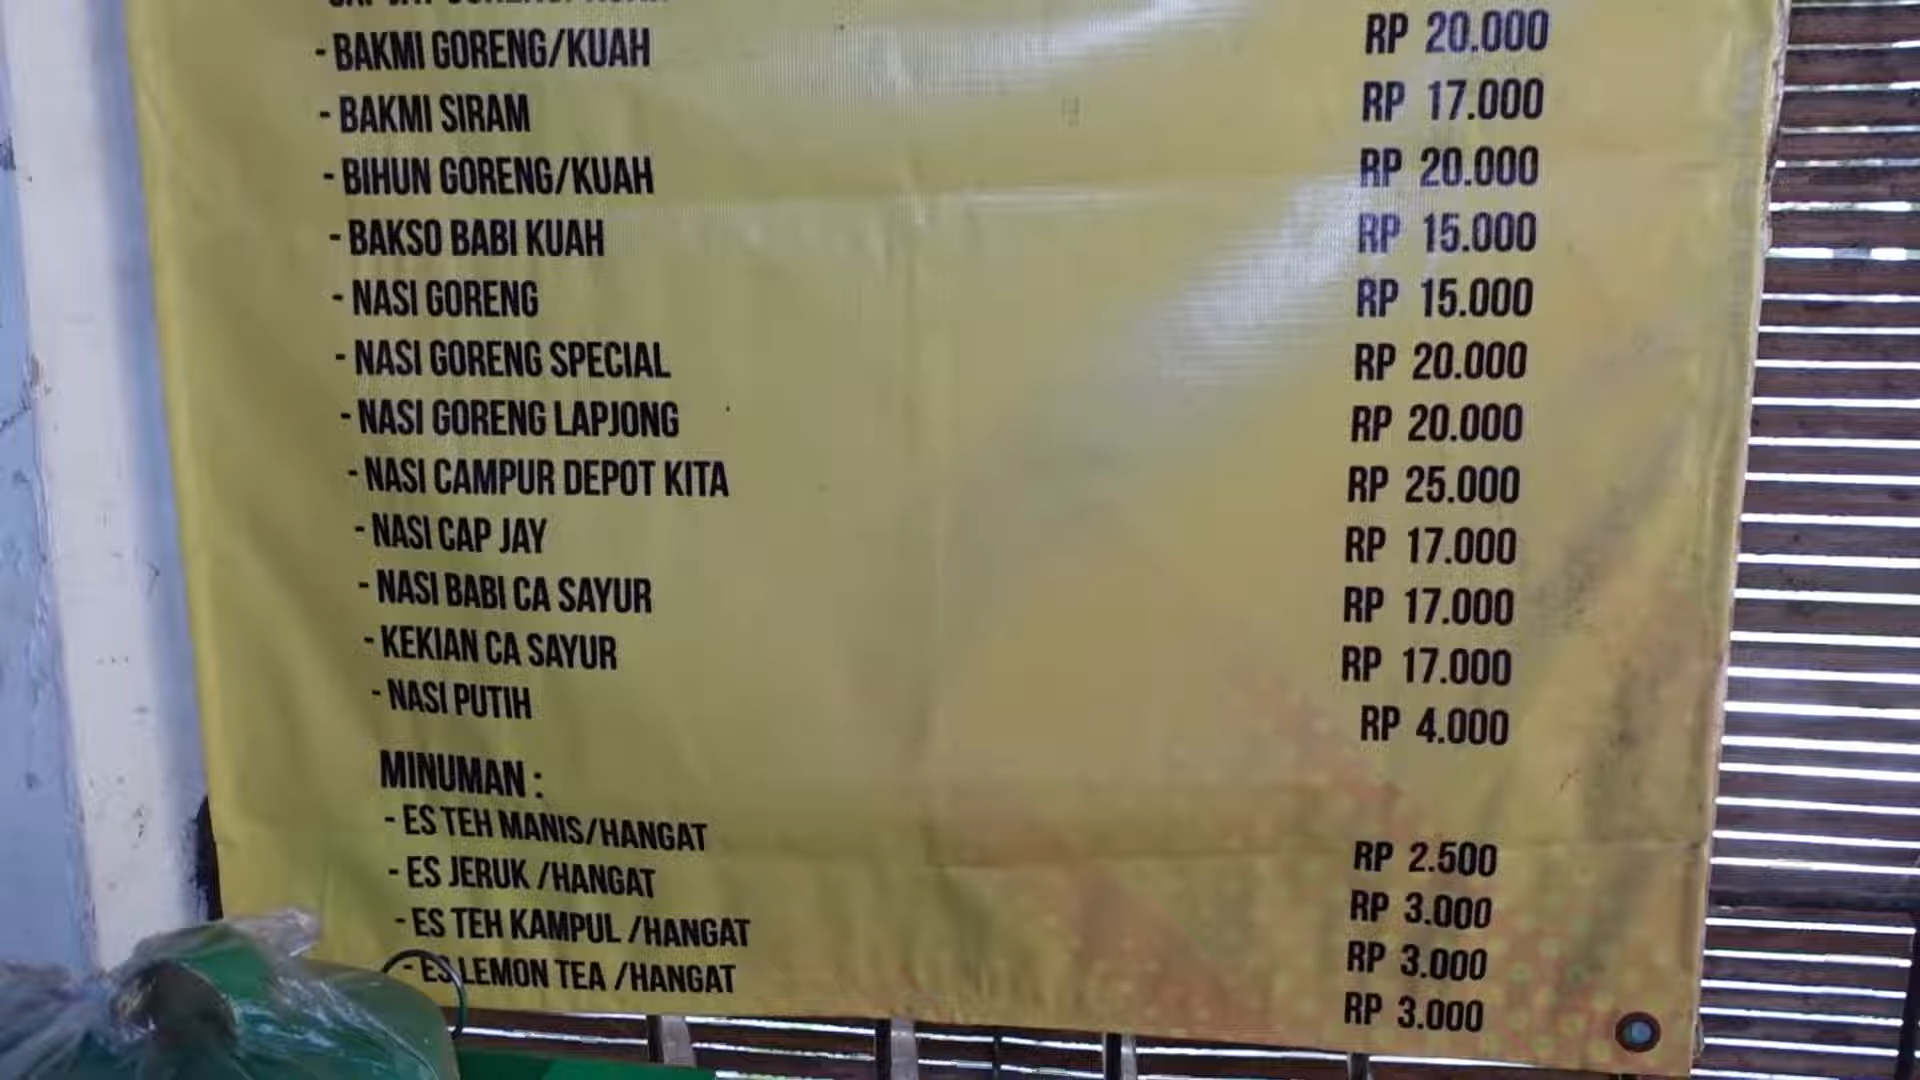 - BAKMI GORENG/KUAH RP 20.000
- BAKMI SIRAM RP 17.000
- BIHUN GORENG/KUAH RP 20.000
- BAKSO BABI KUAH RP 15.000
- NASI GORENG RP 15.000
- NASI GORENG SPECIAL RP 20.000
- NASI GORENG LAPJONG RP 20.000
- NASI CAMPUR DEPOT KITA RP 25.000
- NASI CAP JAY RP 17.000
- NASI BABI CA SAYUR RP 17.000
- KEKIAN CA SAYUR RP 17.000
- NASI PUTIH RP 4.000
MINUMAN :
- ES TEH MANIS/HANGAT RP 2.500
- ES JERUK /HANGAT RP 3.000
- ES TEH KAMPUL /HANGAT RP 3.000
- ES LEMON TEA /HANGAT RP 3.000